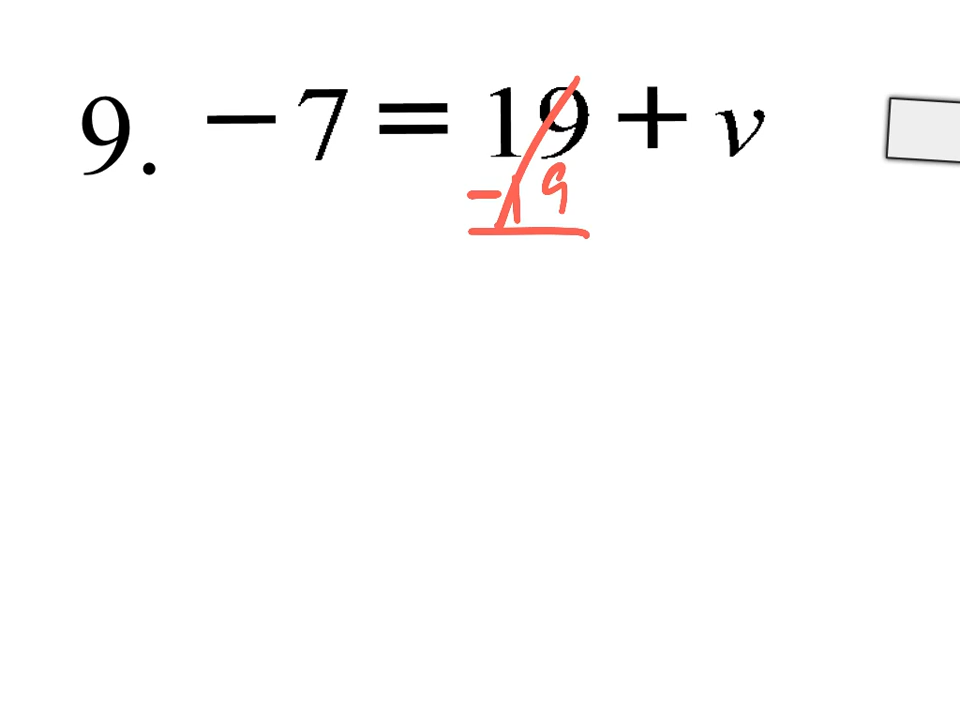 9. − 7 = 19 + v
−19